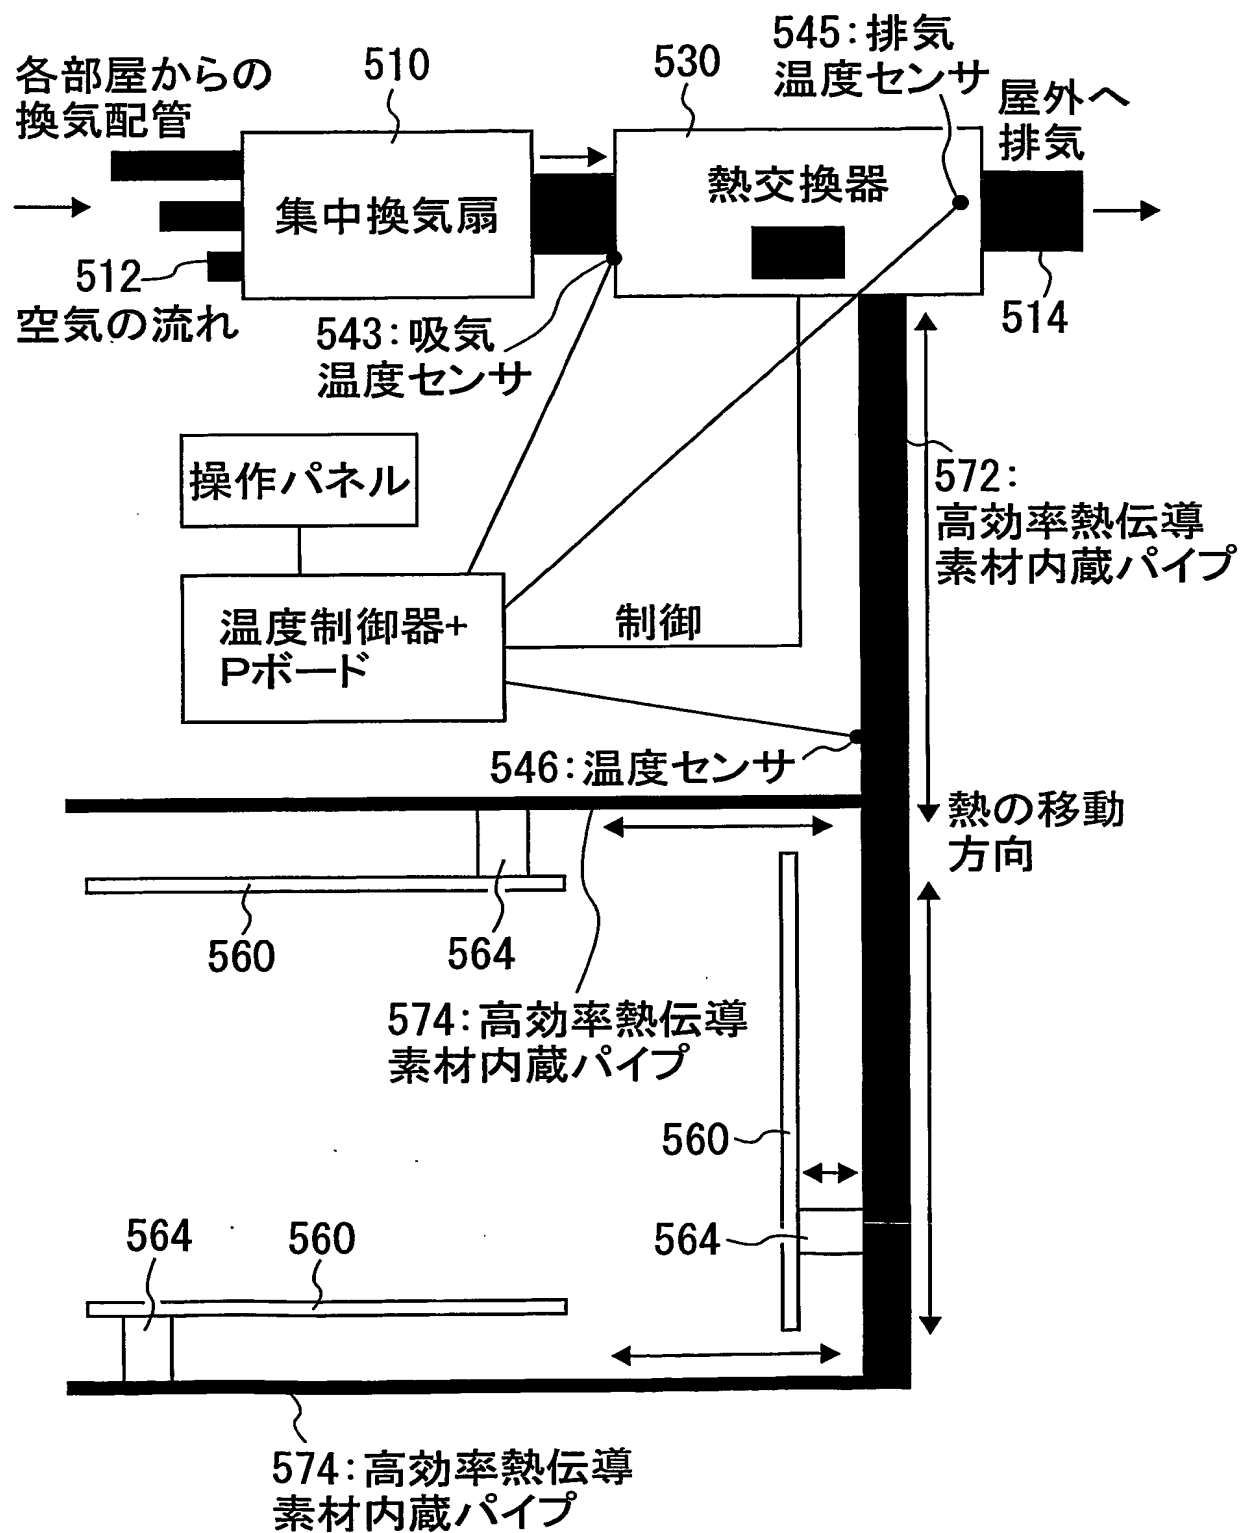 各部屋からの
換気配管
510
530
545：排気
温度センサ
屋外へ
排気
集中換気扇
熱交換器
512
空気の流れ
543：吸気
温度センサ
514
操作パネル
572：
高効率熱伝導
素材内蔵パイプ
温度制御器+
Pボード
制御
546：温度センサ
熱の移動
方向
560
564
574：高効率熱伝導
素材内蔵パイプ
560
564
564
560
574：高効率熱伝導
素材内蔵パイプ